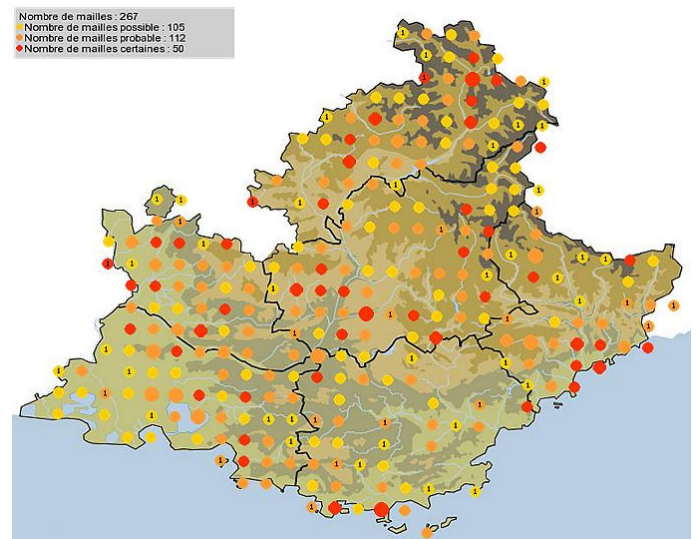 Nombre de mailles : 267
Nombre de mailles possible : 105
Nombre de mailles probable : 112
Nombre de mailles certaines : 50